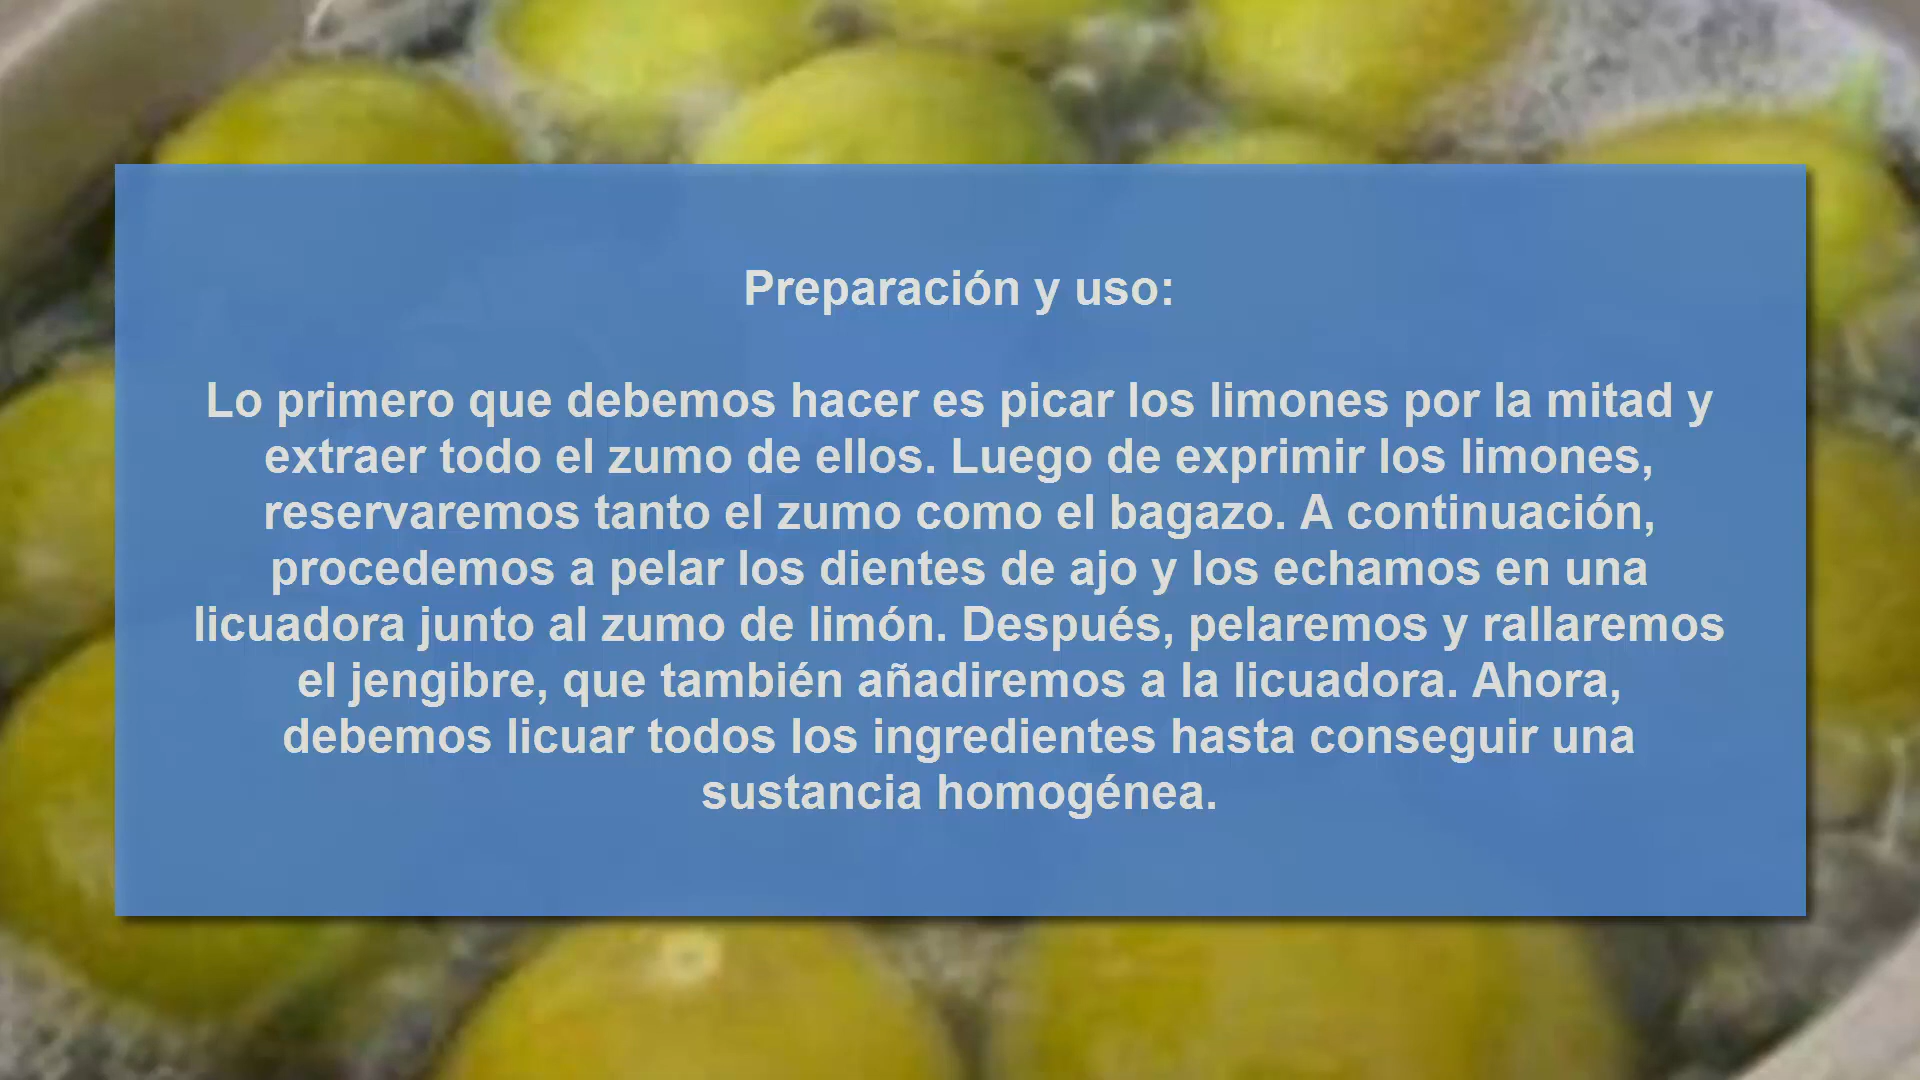 Preparación y uso:
Lo primero que debemos hacer es picar los limones por la mitad y
extraer todo el zumo de ellos. Luego de exprimir los limones,
reservaremos tanto el zumo como el bagazo. A continuación,
procedemos a pelar los dientes de ajo y los echamos en una
licuadora junto al zumo de limón. Después, pelaremos y rallaremos
el jengibre, que también añadiremos a la licuadora. Ahora,
debemos licuar todos los ingredientes hasta conseguir una
sustancia homogénea.